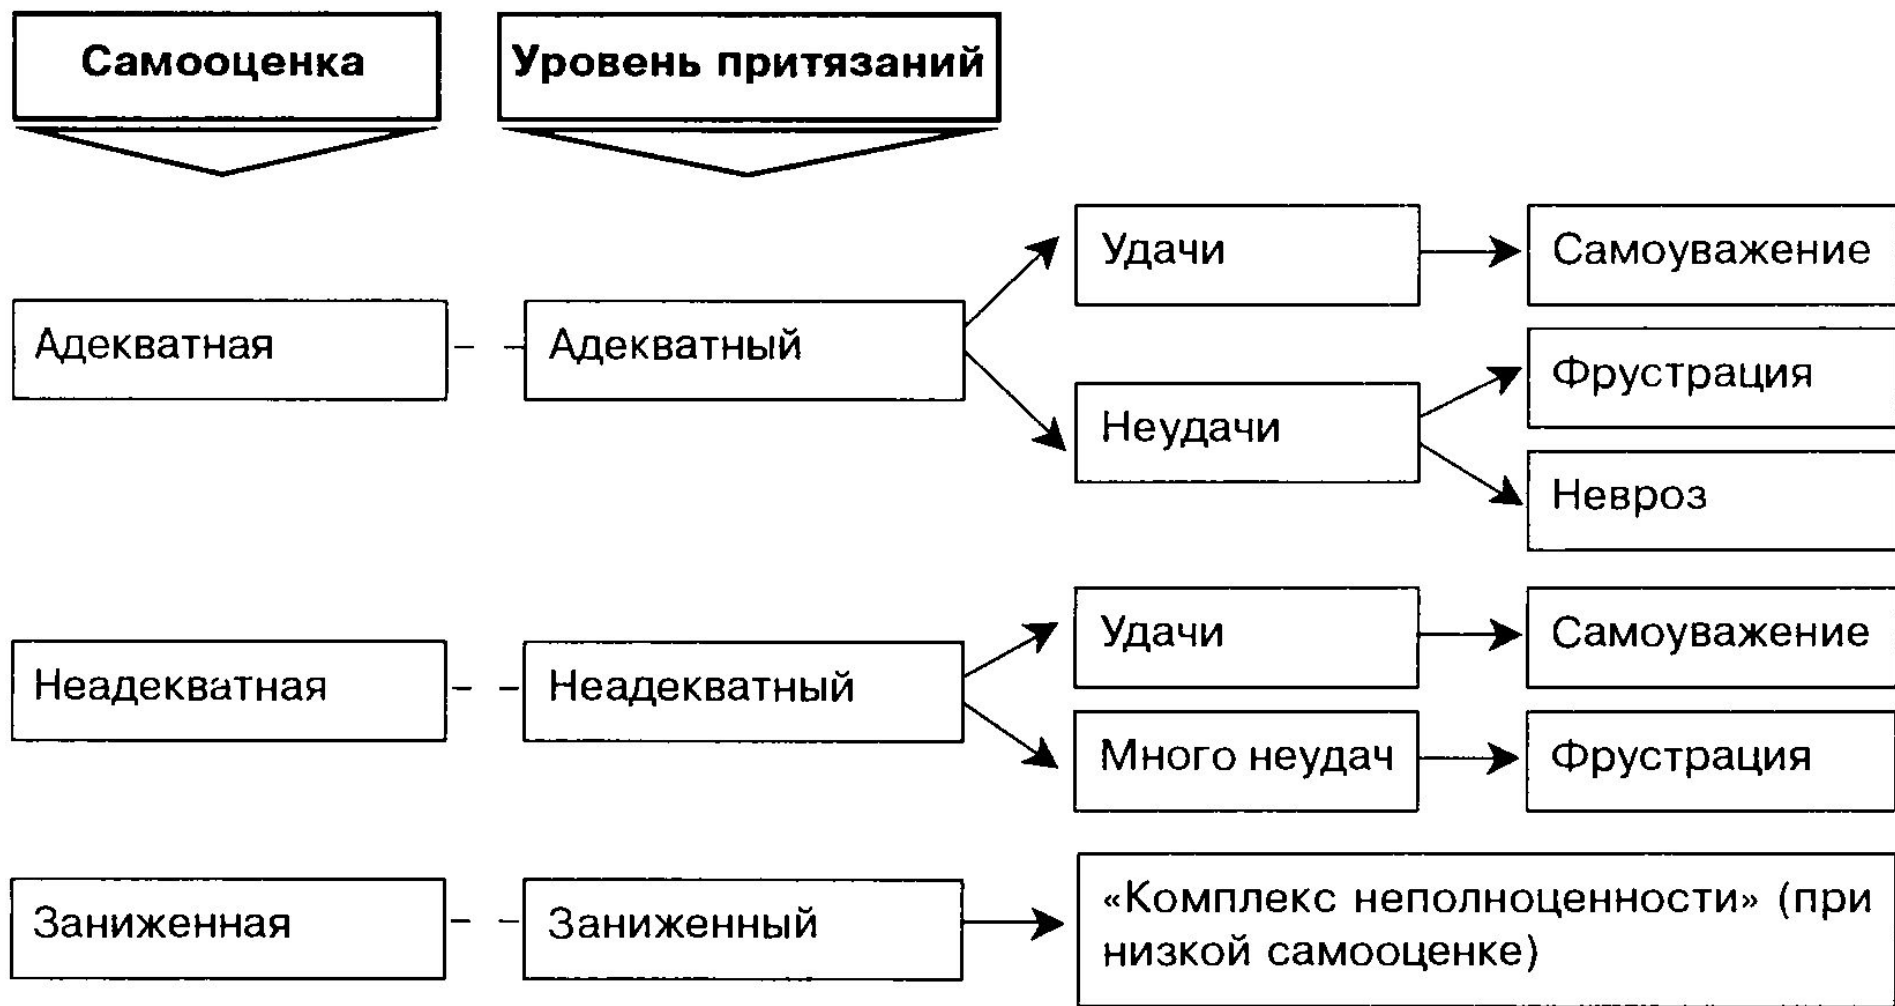 Самооценка
Уровень притязаний
Удачи
Самоуважение
Адекватная
Адекватный
Фрустрация
Неудачи
Невроз
Удачи
Самоуважение
Неадекватная
Неадекватный
Много неудач
Фрустрация
Заниженная
Заниженный
«Комплекс неполноценности» (при
низкой самооценке)